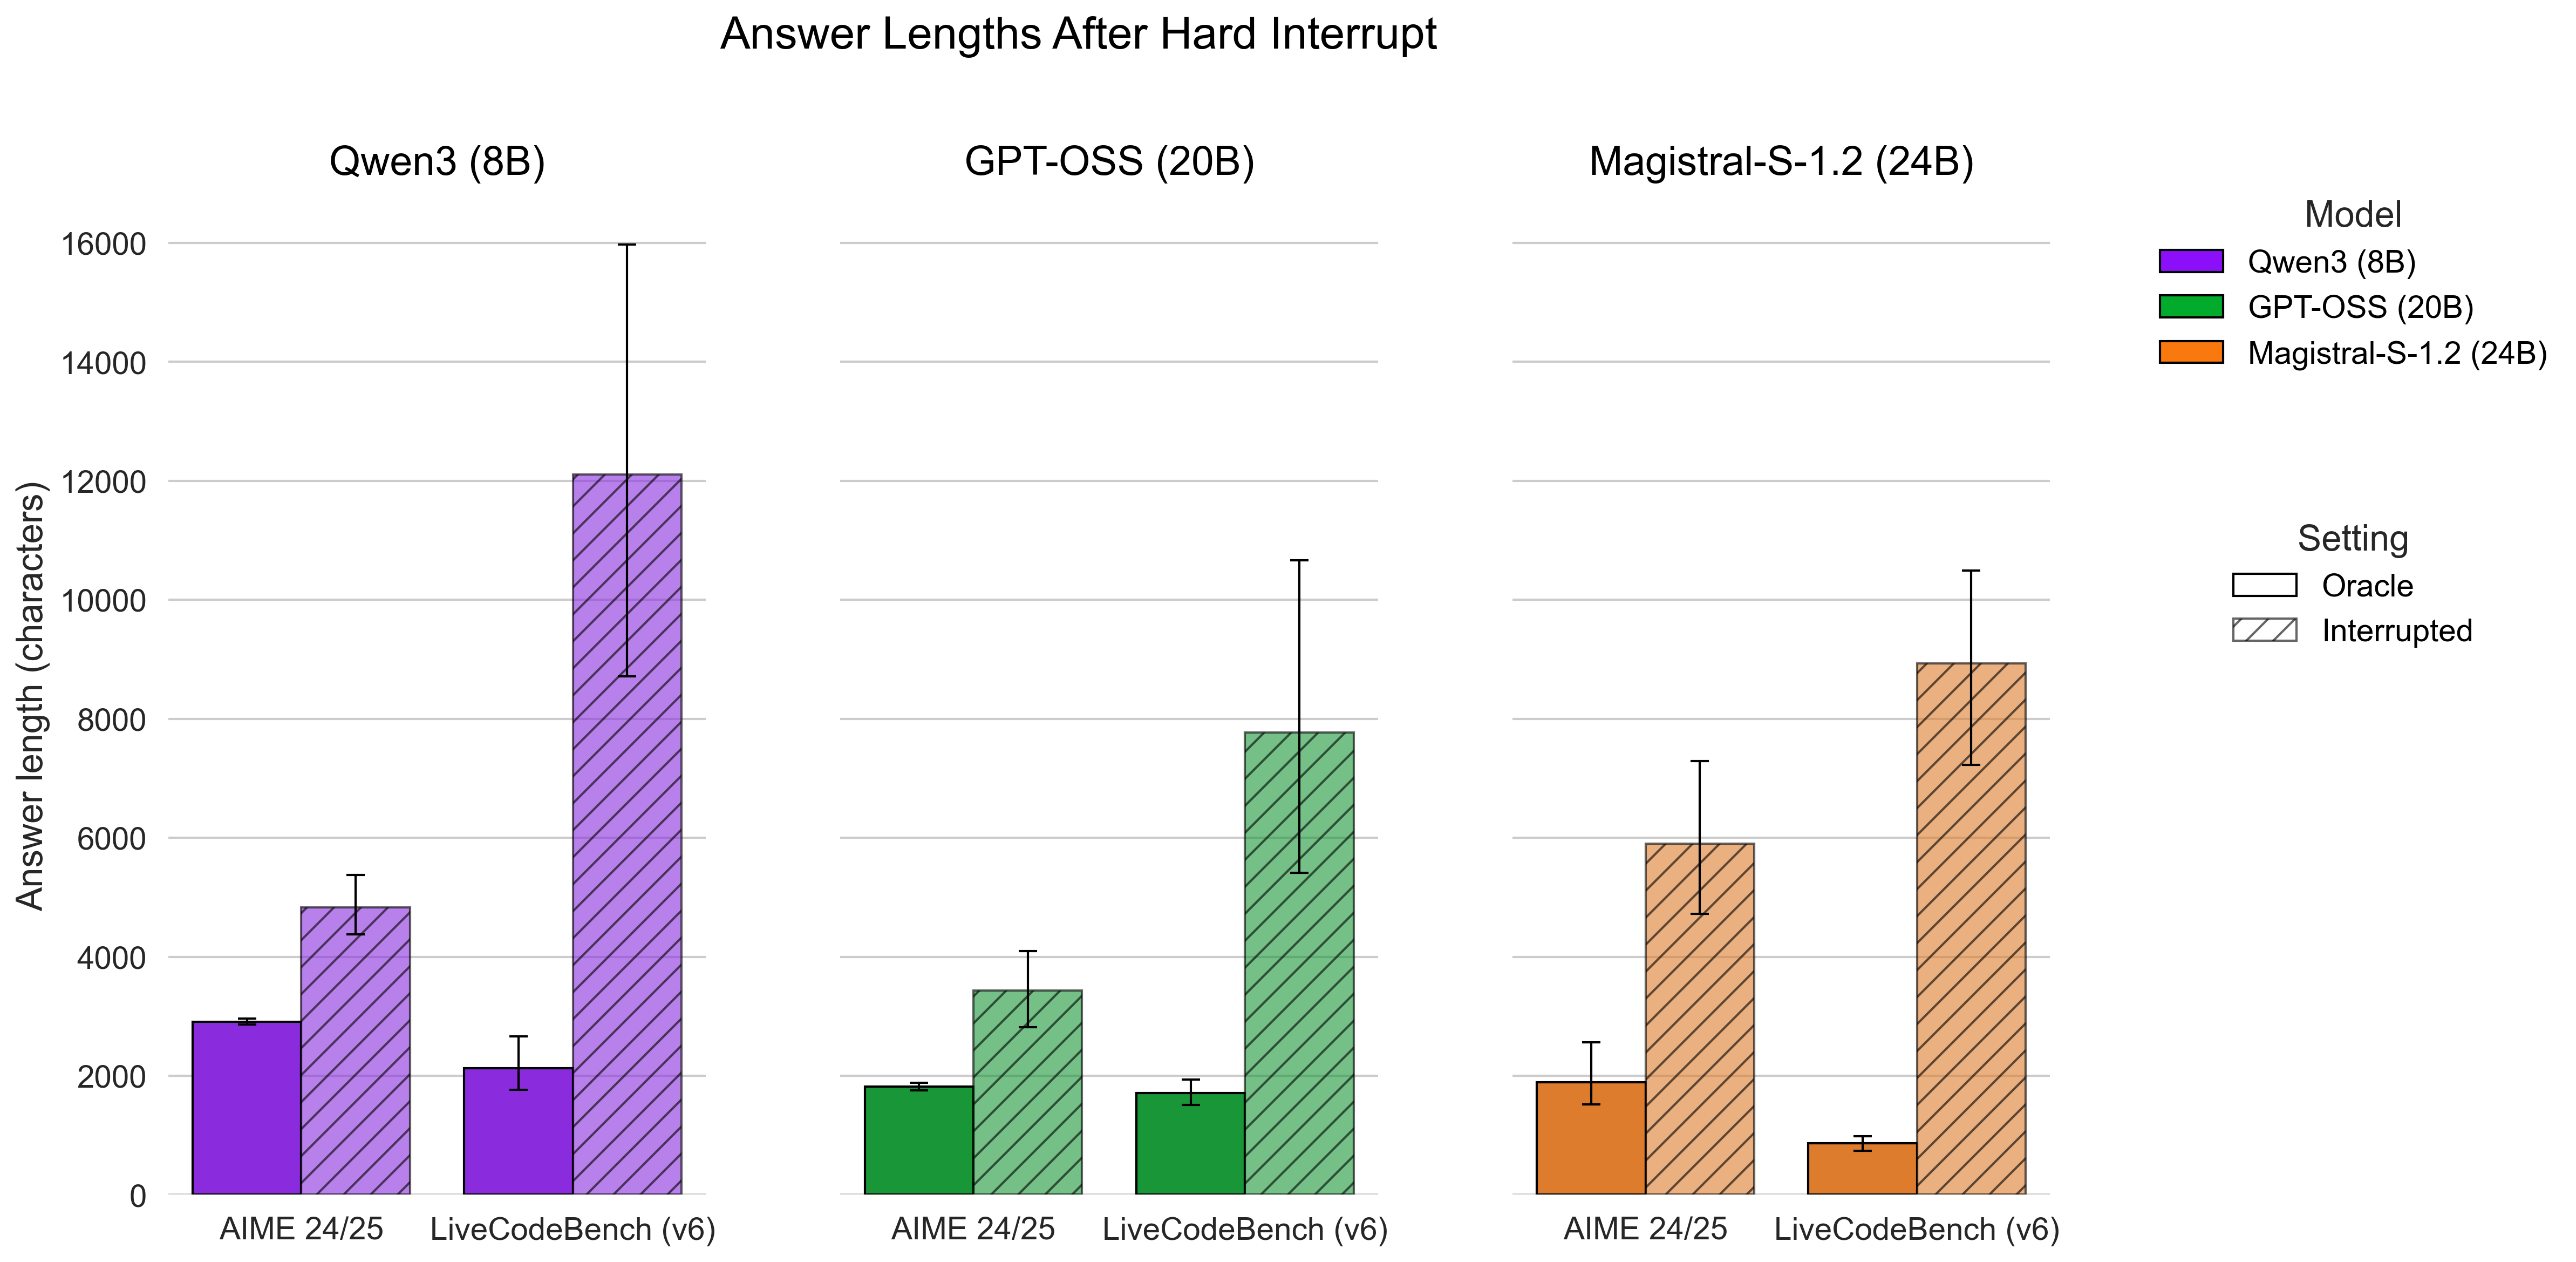 Answer Lengths After Hard Interrupt
Qwen3 (8B)
GPT-OSS (20B)
Magistral-S-1.2 (24B)
Answer length (characters)
16000
14000
12000
10000
8000
6000
4000
2000
0
AIME 24/25
LiveCodeBench (v6)
AIME 24/25
LiveCodeBench (v6)
AIME 24/25
LiveCodeBench (v6)
Model
Qwen3 (8B)
GPT-OSS (20B)
Magistral-S-1.2 (24B)
Setting
Oracle
Interrupted